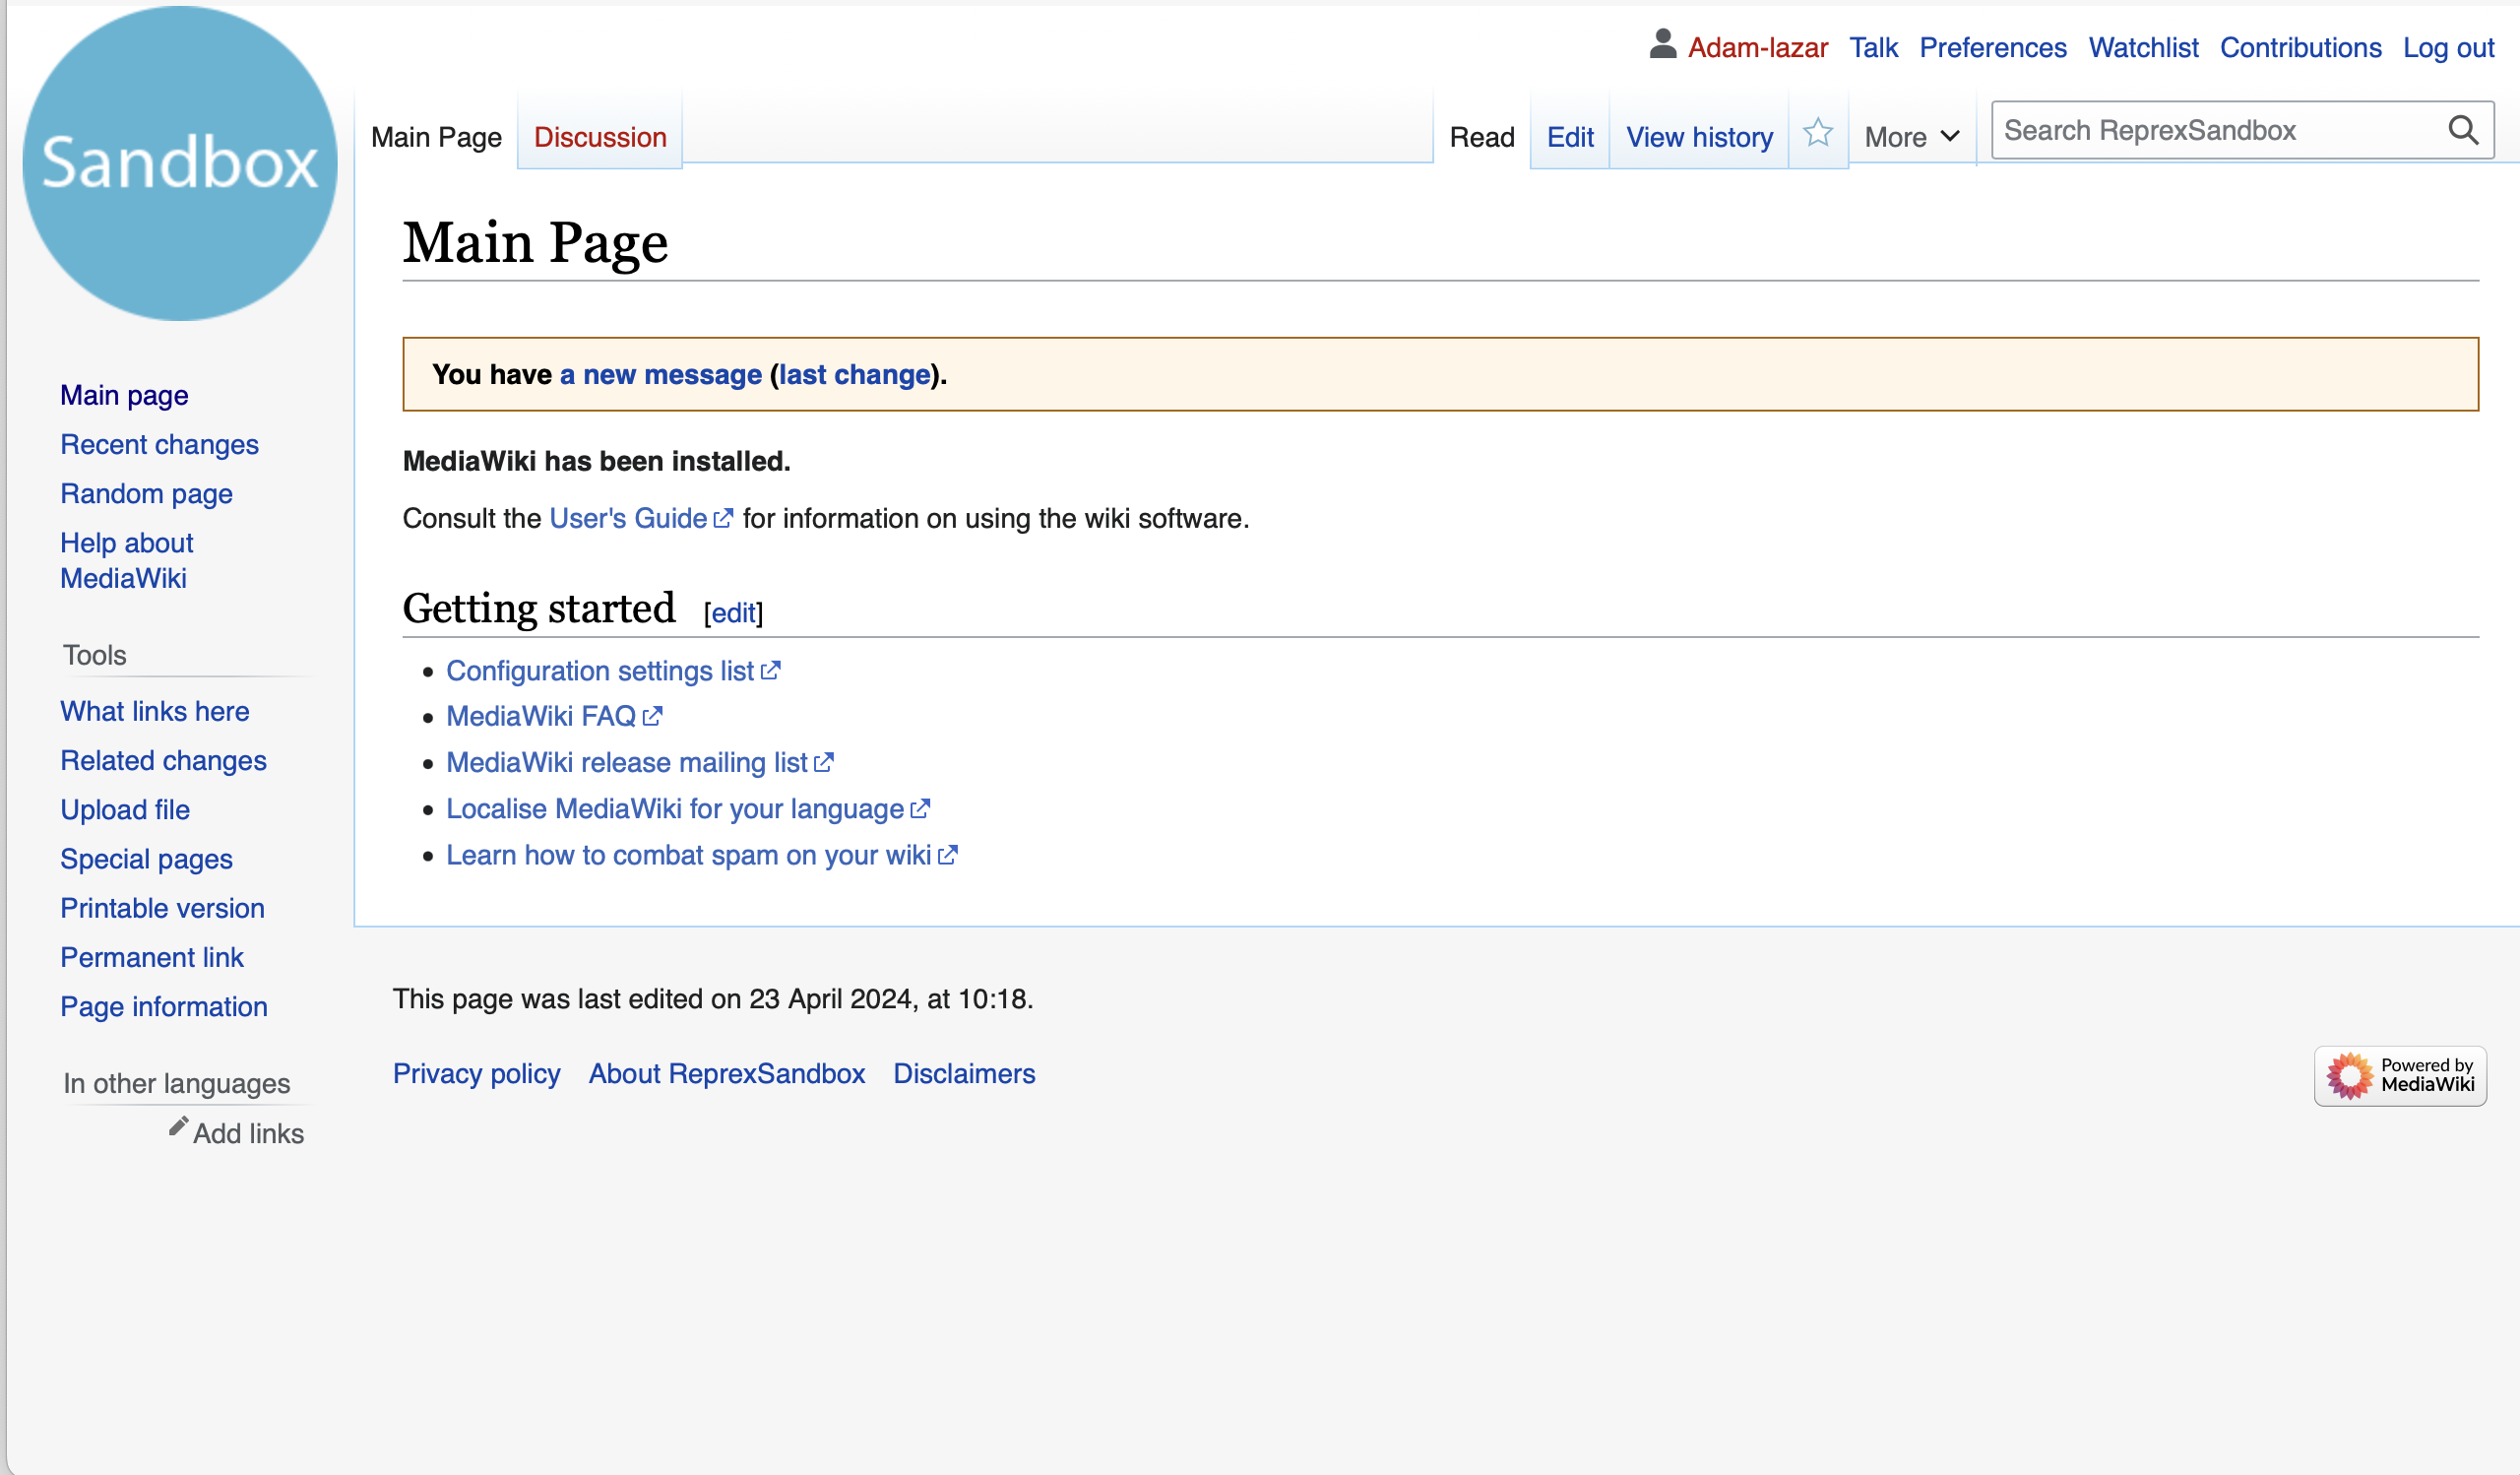 Sandbox
Adam-lazar Talk Preferences Watchlist Contributions Log out
Main Page Discussion Read Edit View history More Search ReprexSandbox
Main Page
You have a new message (last change).
MediaWiki has been installed.
Consult the User's Guide for information on using the wiki software.
Getting started [edit]
Configuration settings list
MediaWiki FAQ
MediaWiki release mailing list
Localise MediaWiki for your language
Learn how to combat spam on your wiki
Main page
Recent changes
Random page
Help about
MediaWiki
Tools
What links here
Related changes
Upload file
Special pages
Printable version
Permanent link
Page information
In other languages
Add links
This page was last edited on 23 April 2024, at 10:18.
Privacy policy About ReprexSandbox Disclaimers
Powered by
MediaWiki